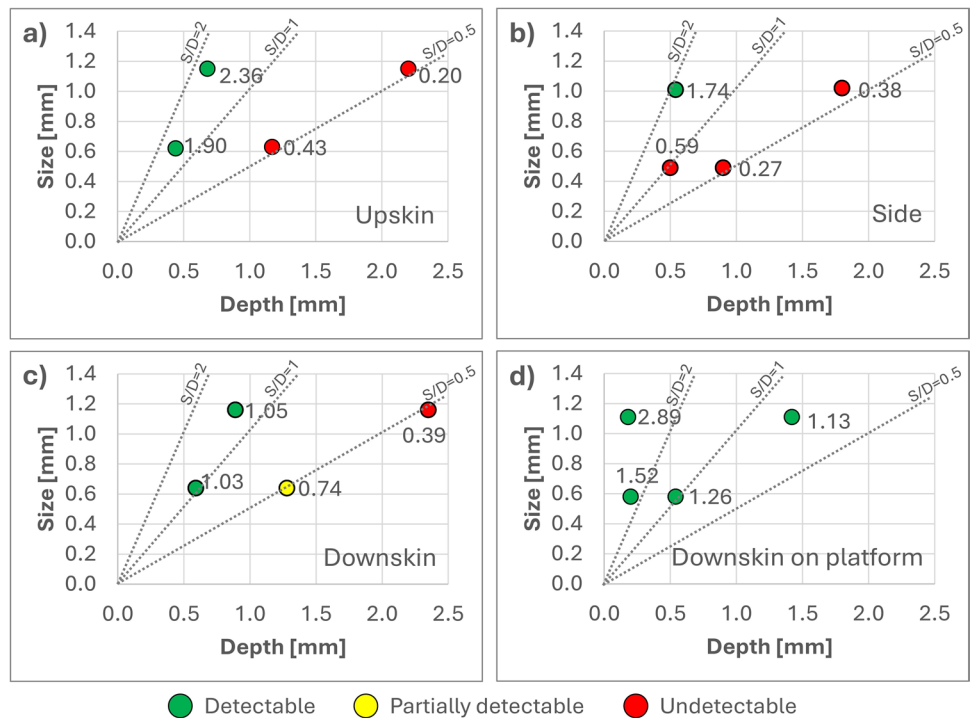 a)
S/D=2
S/D=1
S/D=0.5
1.4
1.2
1.0
0.8
0.6
0.4
0.2
0.0
Size [mm]
2.36
0.20
1.90
0.43
Upskin
0.0 0.5 1.0 1.5 2.0 2.5
Depth [mm]
b)
S/D=2
S/D=1
S/D=0.5
1.4
1.2
1.0
0.8
0.6
0.4
0.2
0.0
Size [mm]
1.74
0.38
0.59
0.27
Side
0.0 0.5 1.0 1.5 2.0 2.5
Depth [mm]
c)
S/D=2
S/D=1
S/D=0.5
1.4
1.2
1.0
0.8
0.6
0.4
0.2
0.0
Size [mm]
1.05
0.39
1.03
0.74
Downskin
0.0 0.5 1.0 1.5 2.0 2.5
Depth [mm]
d)
S/D=2
S/D=1
S/D=0.5
1.4
1.2
1.0
0.8
0.6
0.4
0.2
0.0
Size [mm]
2.89
1.13
1.52
1.26
Downskin on platform
0.0 0.5 1.0 1.5 2.0 2.5
Depth [mm]
Detectable Partially detectable Undetectable